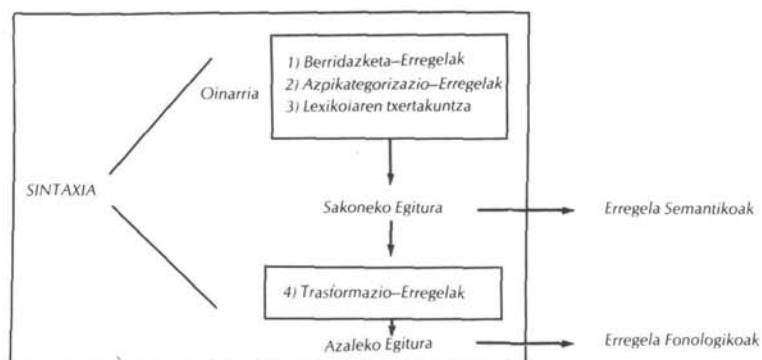 1) Berridazketa–Erregelak
2) Azpikategorizazio–Erregelak
Oinarria
3) Lexikoiaren txertakuntza
SINTAXIA
Sakoneko Egitura
Erregela Semantikoak
4) Trasformazio–Erregelak
Azaleko Egitura
Erregela Fonologikoak